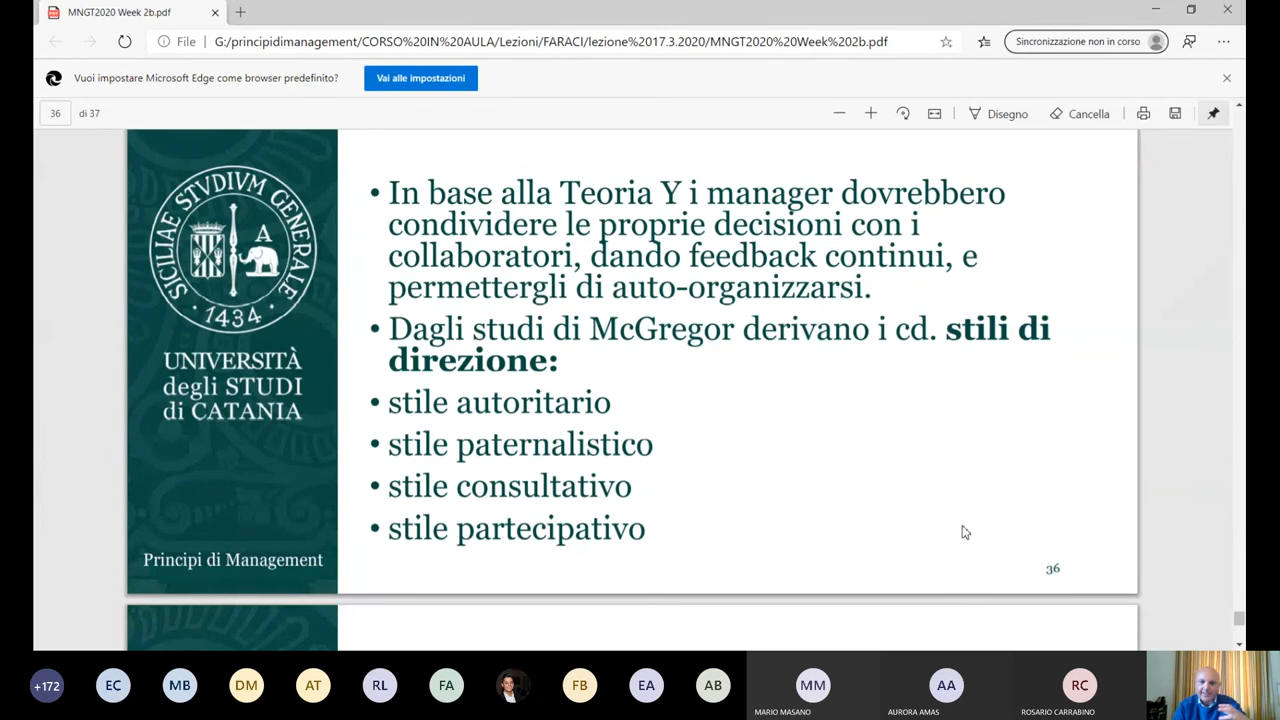 MNGT2020 Week 2b.pdf
File
G:/principidimanagement/CORSO%20IN%20AULA/Lezioni/FARACI/lezione%2017.3.2020/MNGT2020%20Week%202b.pdf
Sincronizzazione non in corso
Vuoi impostare Microsoft Edge come browser predefinito?
Vai alle impostazioni
36 di 37
Disegno
Cancella
SICILIAE STVDIVM GENERALE
A
· 1434 ·
UNIVERSITÀ
degli STUDI
di CATANIA
Principi di Management
• In base alla Teoria Y i manager dovrebbero
condividere le proprie decisioni con i
collaboratori, dando feedback continui, e
permettergli di auto-organizzarsi.
• Dagli studi di McGregor derivano i cd. stili di
direzione:
• stile autoritario
• stile paternalistico
• stile consultativo
• stile partecipativo
36
+172
EC
MB
DM
AT
RL
FA
FB
EA
AB
MM
AA
RC
MARIO MASANO
AURORA AMAS
ROSARIO CARRABINO